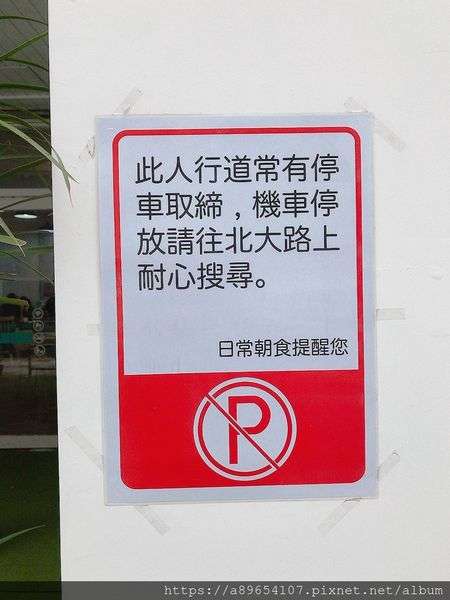 此人行道常有停
車取締，機車停
放請往北大路上
耐心搜尋。
日常朝食提醒您
P
https://a89654107.pixnet.net/album